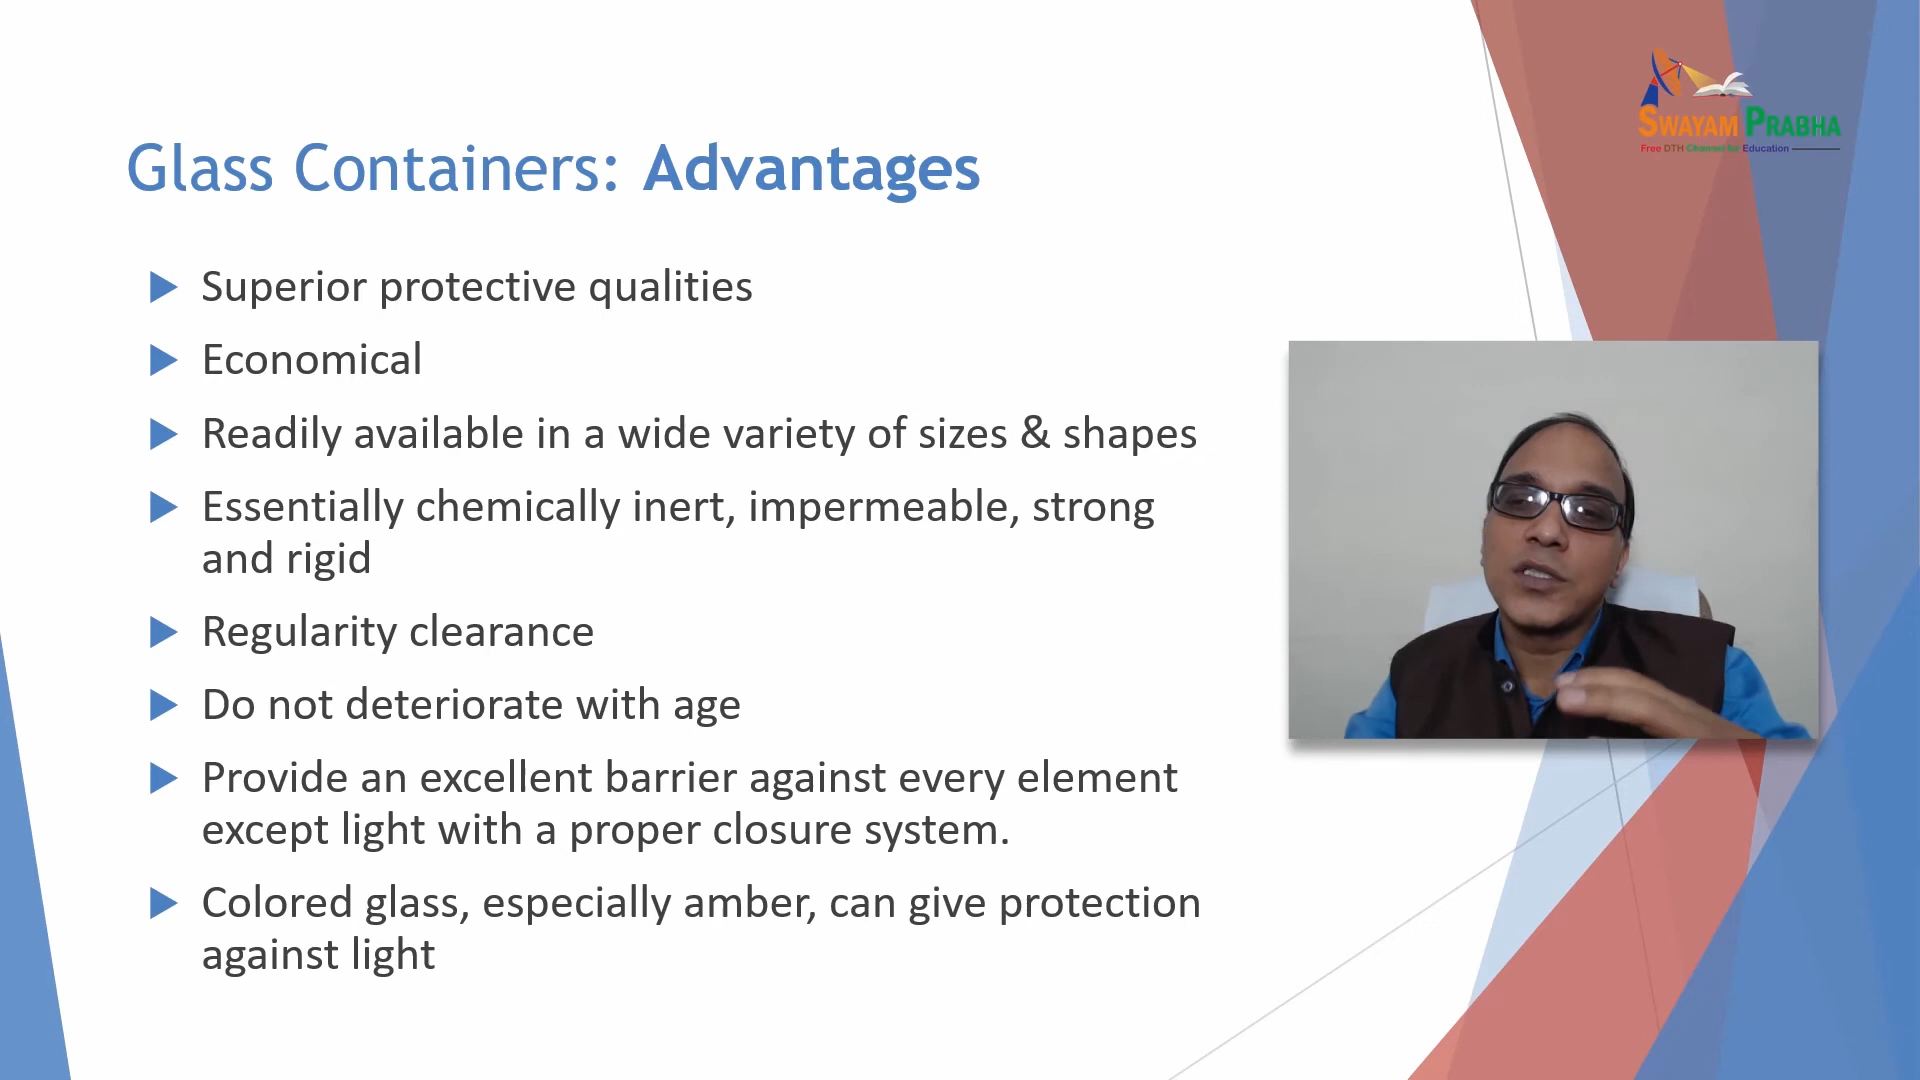 SWAYAM PRABHA
Free DTH Channel for Education
Glass Containers: Advantages
Superior protective qualities
Economical
Readily available in a wide variety of sizes & shapes
Essentially chemically inert, impermeable, strong
and rigid
Regularity clearance
Do not deteriorate with age
Provide an excellent barrier against every element
except light with a proper closure system.
Colored glass, especially amber, can give protection
against light